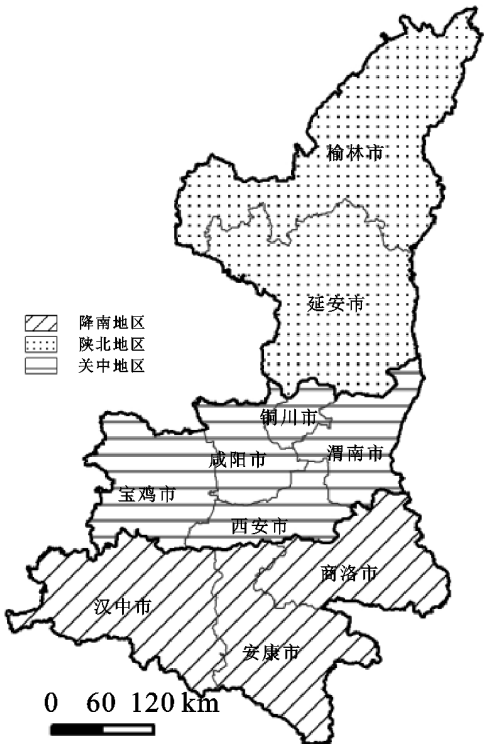 榆林市
延安市
降南地区
陕北地区
关中地区
铜川市
咸阳市
渭南市
宝鸡市
西安市
商洛市
汉中市
安康市
0 60 120 km